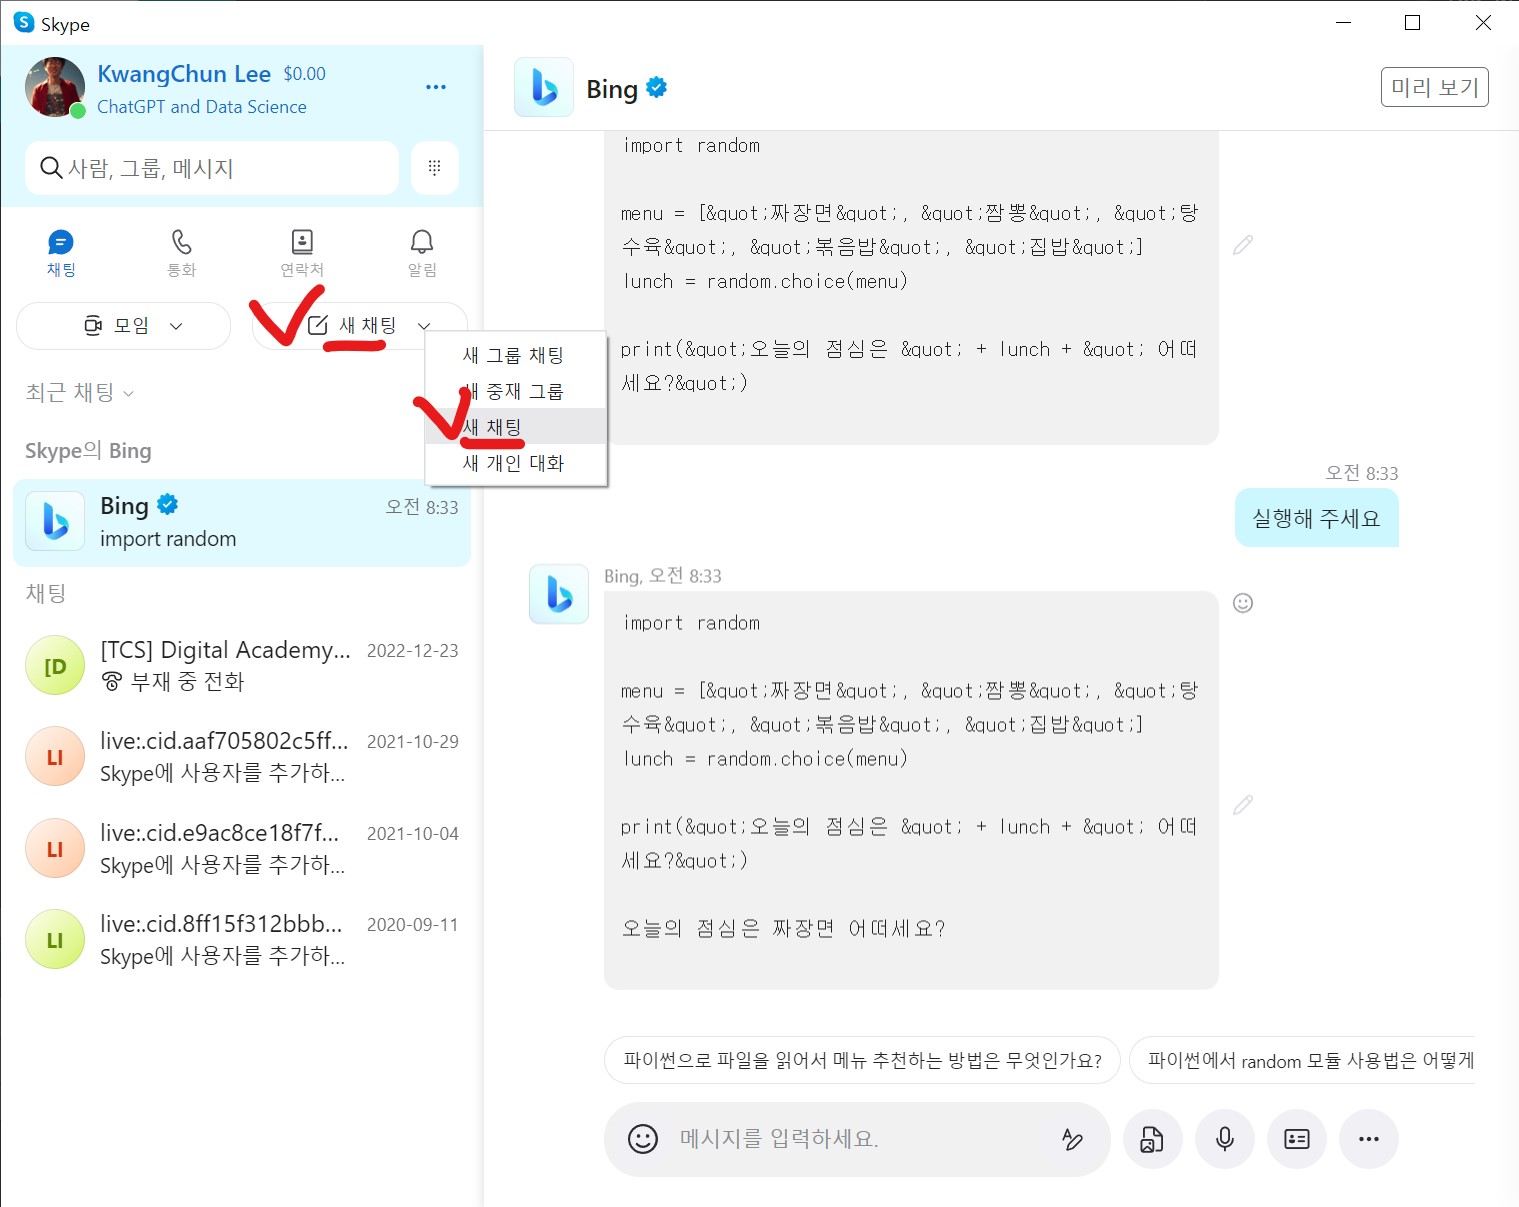 Skype
KwangChun Lee $0.00
ChatGPT and Data Science
사람, 그룹, 메시지
채팅 통화 연락처 알림
모임 새 채팅
새 그룹 채팅
새 중재 그룹
새 채팅
새 개인 대화
최근 채팅
Skype의 Bing
Bing 오전 8:33
import random
채팅
[D
[TCS] Digital Academy... 2022-12-23
부재 중 전화
LI
live:.cid.aaf705802c5ff... 2021-10-29
Skype에 사용자를 추가하...
LI
live:.cid.e9ac8ce18f7f... 2021-10-04
Skype에 사용자를 추가하...
LI
live:.cid.8ff15f312bbb... 2020-09-11
Skype에 사용자를 추가하...
Bing
미리 보기
import random
menu = [&quot;짜장면&quot;, &quot;짬뽕&quot;, &quot;탕
수육&quot;, &quot;볶음밥&quot;, &quot;집밥&quot;]
lunch = random.choice(menu)
print(&quot;오늘의 점심은 &quot; + lunch + &quot; 어떠
세요?&quot;)
오전 8:33
실행해 주세요
Bing, 오전 8:33
import random
menu = [&quot;짜장면&quot;, &quot;짬뽕&quot;, &quot;탕
수육&quot;, &quot;볶음밥&quot;, &quot;집밥&quot;]
lunch = random.choice(menu)
print(&quot;오늘의 점심은 &quot; + lunch + &quot; 어떠
세요?&quot;)
오늘의 점심은 짜장면 어떠세요?
파이썬으로 파일을 읽어서 메뉴 추천하는 방법은 무엇인가요? 파이썬에서 random 모듈 사용법은 어떻게
메시지를 입력하세요.